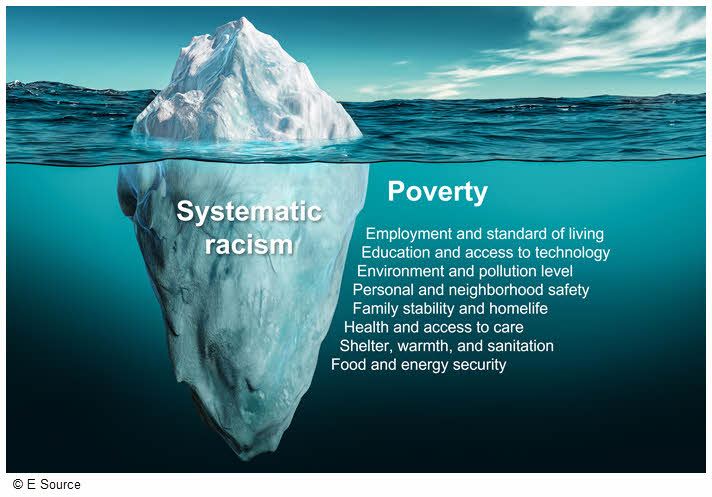 Systematic
racism
Poverty
Employment and standard of living
Education and access to technology
Environment and pollution level
Personal and neighborhood safety
Family stability and homelife
Health and access to care
Shelter, warmth, and sanitation
Food and energy security
© E Source